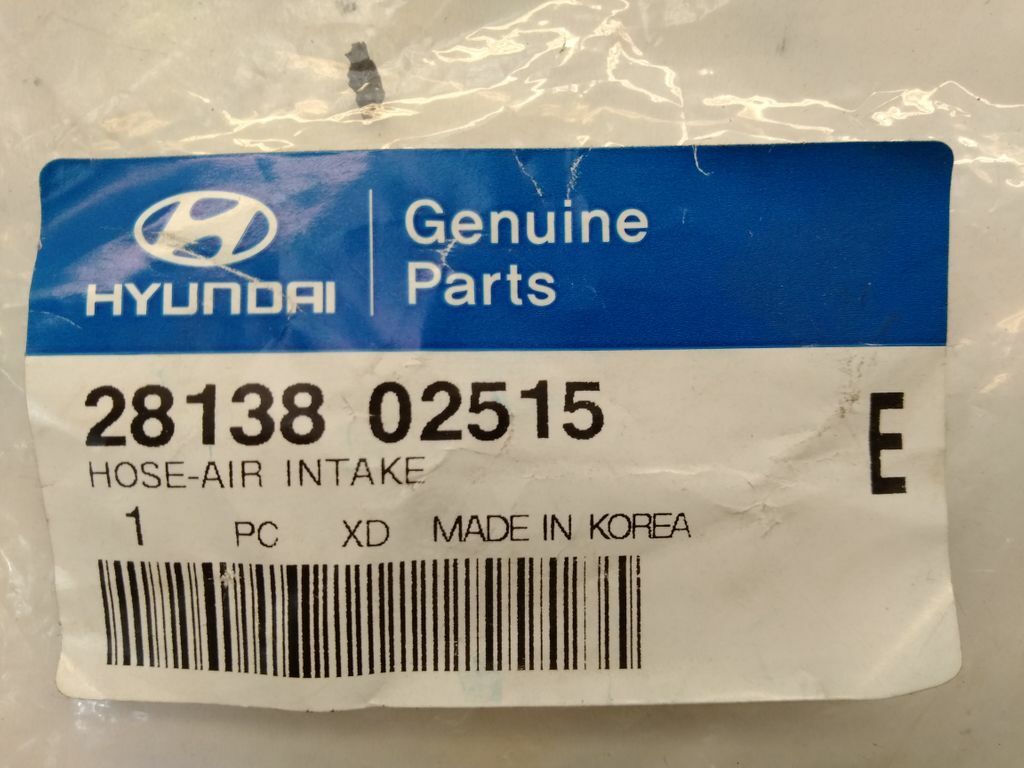 HYUNDAI
Genuine
Parts
28138 02515
HOSE-AIR INTAKE
E
1 PC XD MADE IN KOREA